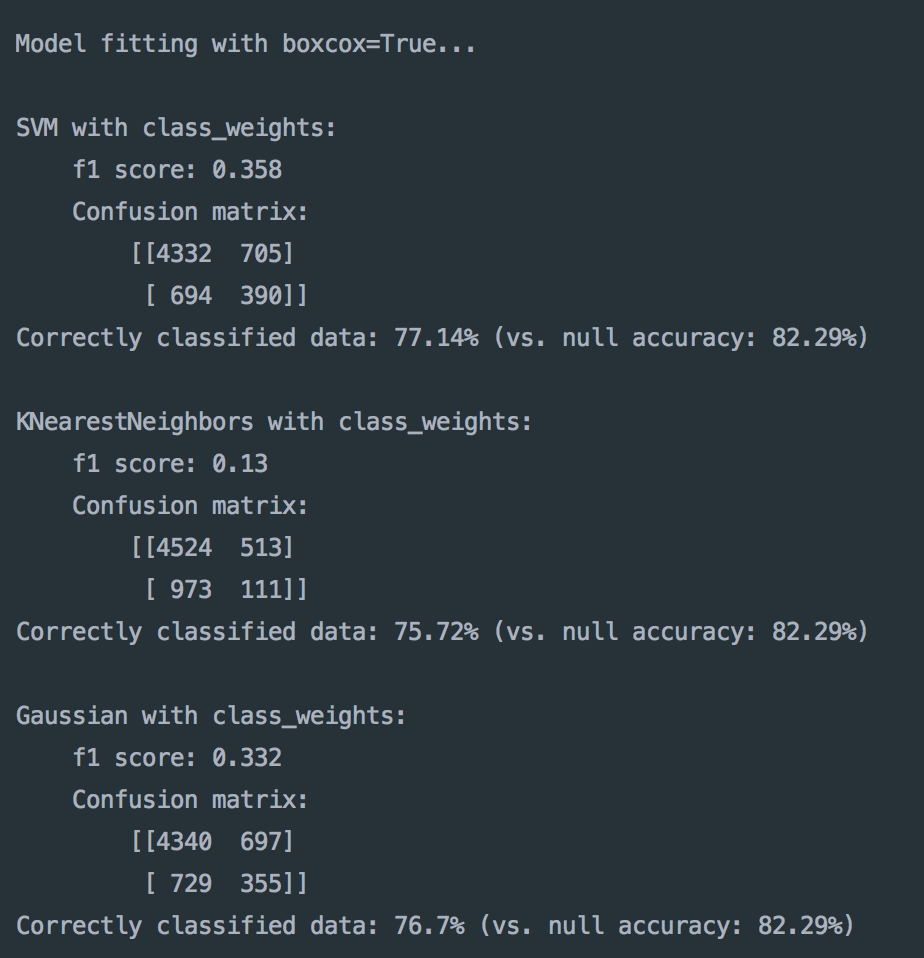 Model fitting with boxcox=True...
SVM with class_weights:
f1 score: 0.358
Confusion matrix:
[[4332  705]
[ 694  390]]
Correctly classified data: 77.14% (vs. null accuracy: 82.29%)
KNearestNeighbors with class_weights:
f1 score: 0.13
Confusion matrix:
[[4524  513]
[ 973  111]]
Correctly classified data: 75.72% (vs. null accuracy: 82.29%)
Gaussian with class_weights:
f1 score: 0.332
Confusion matrix:
[[4340  697]
[ 729  355]]
Correctly classified data: 76.7% (vs. null accuracy: 82.29%)